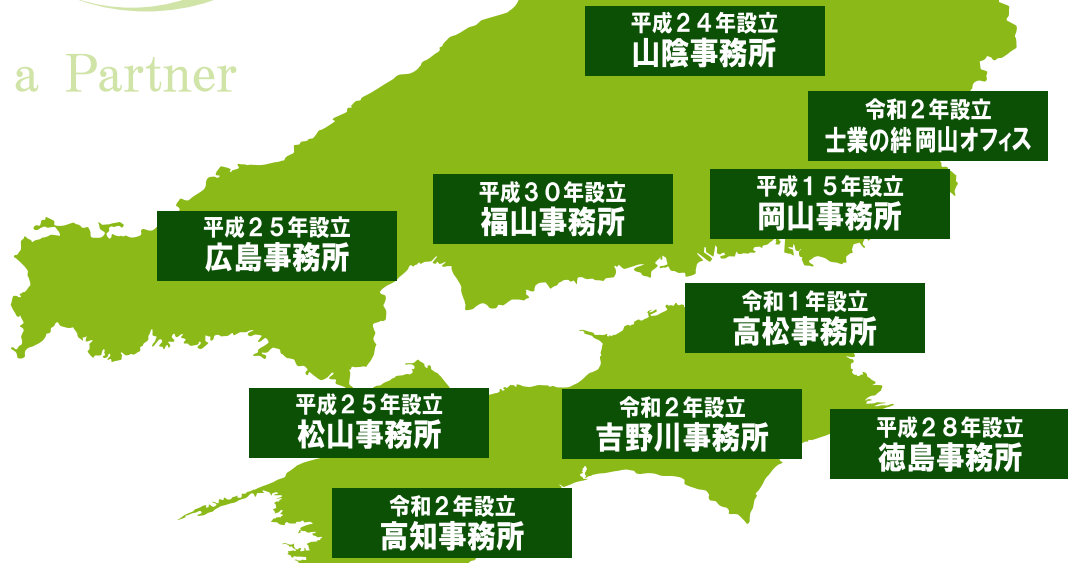 平成２４年設立
山陰事務所
a Partner
令和２年設立
士業の絆 岡山オフィス
平成３０年設立
福山事務所
平成１５年設立
岡山事務所
平成２５年設立
広島事務所
令和１年設立
高松事務所
平成２５年設立
松山事務所
令和２年設立
吉野川事務所
平成２８年設立
徳島事務所
令和２年設立
高知事務所